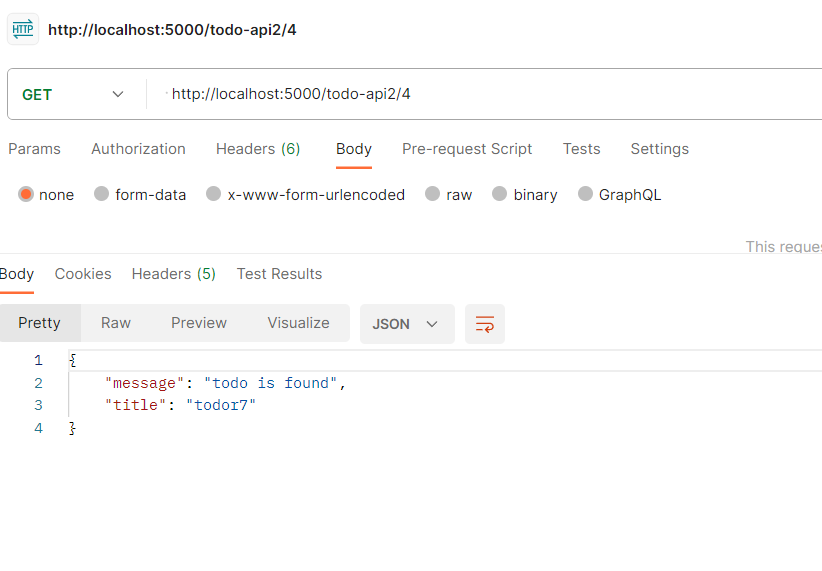 HTTP http://localhost:5000/todo-api2/4
GET http://localhost:5000/todo-api2/4
Params Authorization Headers (6) Body Pre-request Script Tests Settings
none form-data x-www-form-urlencoded raw binary GraphQL
This reques
Body Cookies Headers (5) Test Results
Pretty Raw Preview Visualize JSON
1 {
2 "message": "todo is found",
3 "title": "todor7"
4 }